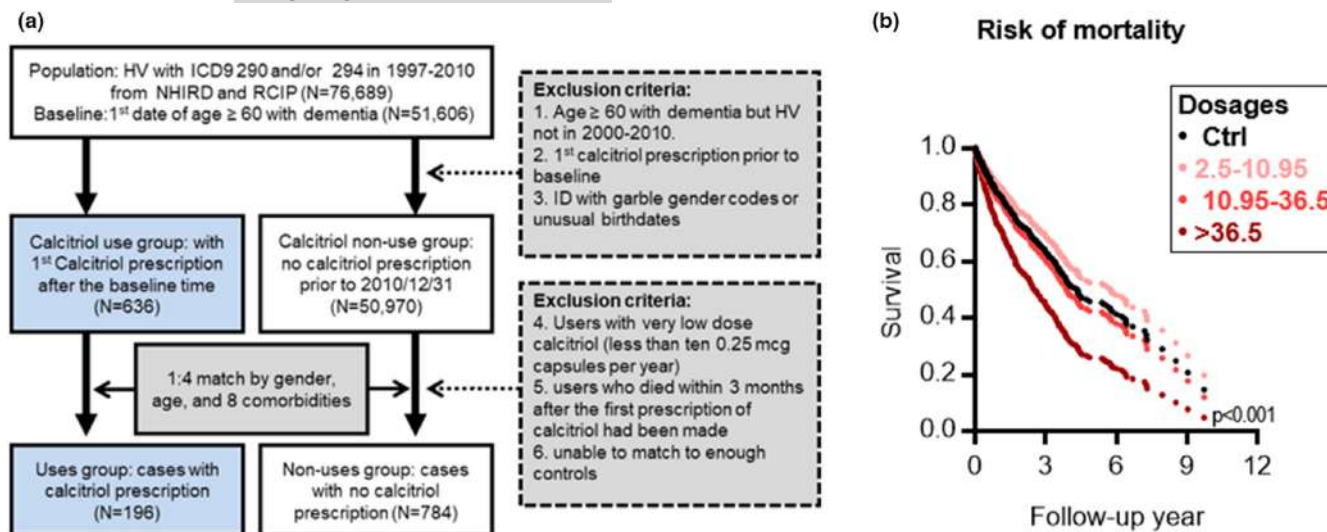 (a)
Population: HV with ICD9 290 and/or 294 in 1997-2010
from NHIRD and RCIP (N=76,689)
Baseline:1st date of age ≥ 60 with dementia (N=51,606)
Exclusion criteria:
1. Age ≥ 60 with dementia but HV
not in 2000-2010.
2. 1st calcitriol prescription prior to
baseline
3. ID with garble gender codes or
unusual birthdates
Calcitriol use group: with
1st Calcitriol prescription
after the baseline time
(N=636)
Calcitriol non-use group:
no calcitriol prescription
prior to 2010/12/31
(N=50,970)
Exclusion criteria:
4. Users with very low dose
calcitriol (less than ten 0.25 mcg
capsules per year)
5. users who died within 3 months
after the first prescription of
calcitriol had been made
6. unable to match to enough
controls
1:4 match by gender,
age, and 8 comorbidities
Uses group: cases with
calcitriol prescription
(N=196)
Non-uses group: cases
with no calcitriol
prescription (N=784)
(b)
Risk of mortality
Dosages
Ctrl
2.5-10.95
10.95-36.5
>36.5
Survival
1.0
0.8
0.6
0.4
0.2
0.0
p<0.001
0 3 6 9 12
Follow-up year